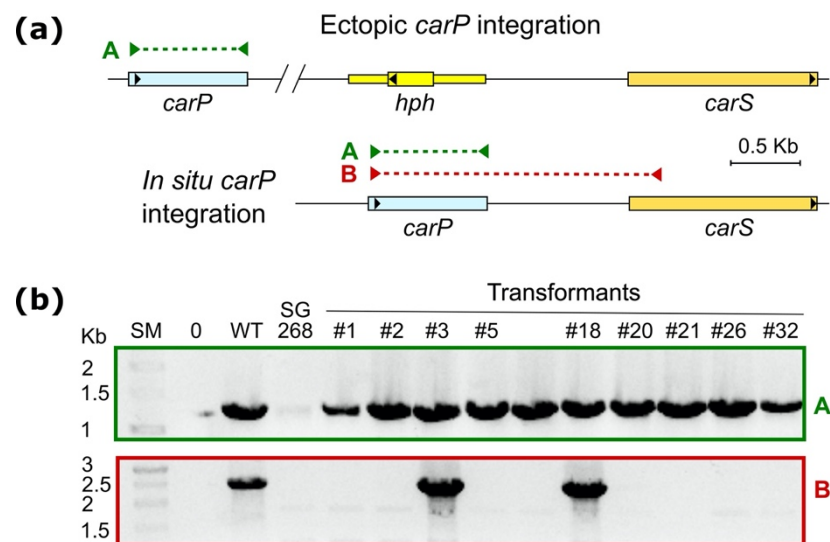 (a)
Ectopic carP integration
A
carP
hph
carS
A
B
0.5 Kb
In situ carP
integration
carP
carS
(b)
Transformants
Kb SM 0 WT SG 268 #1 #2 #3 #5 #18 #20 #21 #26 #32
2
1.5
1
A
3
2.5
2
1.5
B